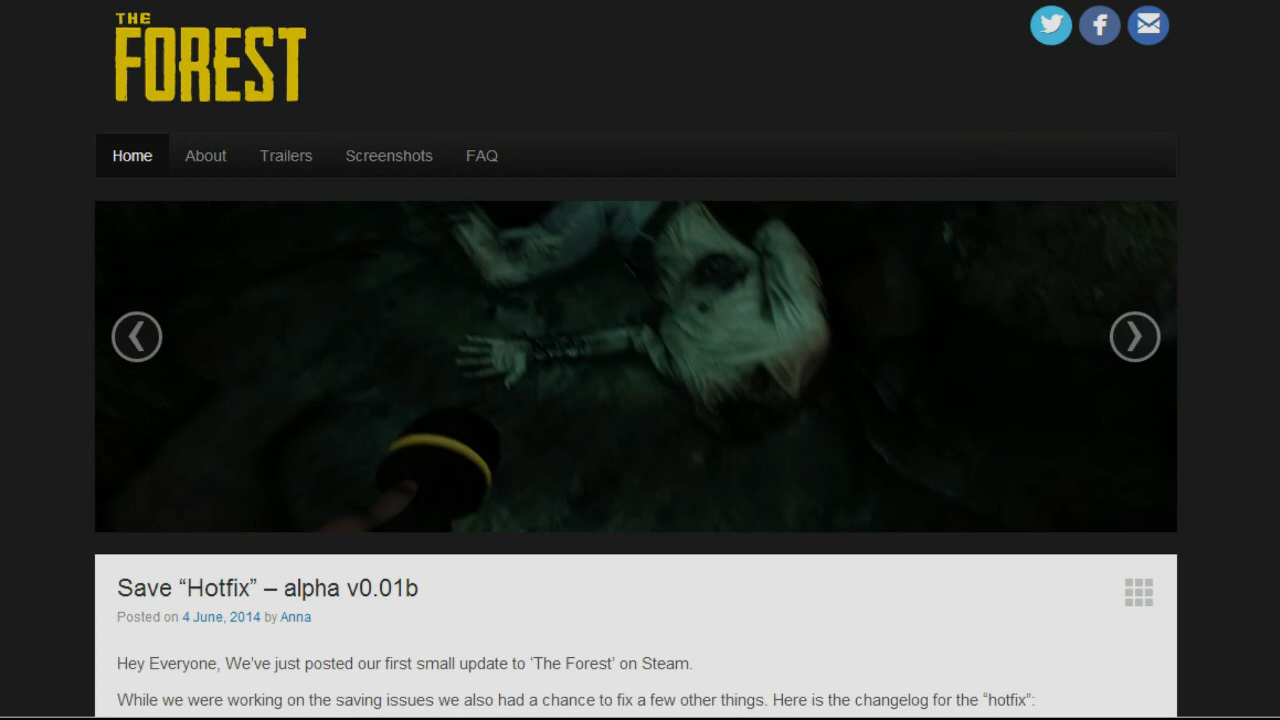 THE
FOREST
Home About Trailers Screenshots FAQ
Save “Hotfix” – alpha v0.01b
Posted on 4 June, 2014 by Anna
Hey Everyone, We’ve just posted our first small update to ‘The Forest’ on Steam.
While we were working on the saving issues we also had a chance to fix a few other things. Here is the changelog for the “hotfix”: